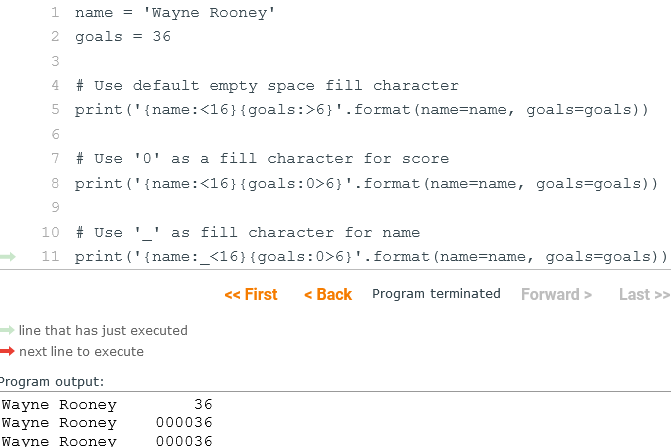 1 name = 'Wayne Rooney'
2 goals = 36
3
4 # Use default empty space fill character
5 print('{name:<16}{goals:>6}'.format(name=name, goals=goals))
6
7 # Use '0' as a fill character for score
8 print('{name:<16}{goals:0>6}'.format(name=name, goals=goals))
9
10 # Use '_' as fill character for name
11 print('{name:_<16}{goals:0>6}'.format(name=name, goals=goals))
<< First < Back Program terminated Forward > Last >>
line that has just executed
next line to execute
Program output:
Wayne Rooney        36
Wayne Rooney    000036
Wayne Rooney    000036